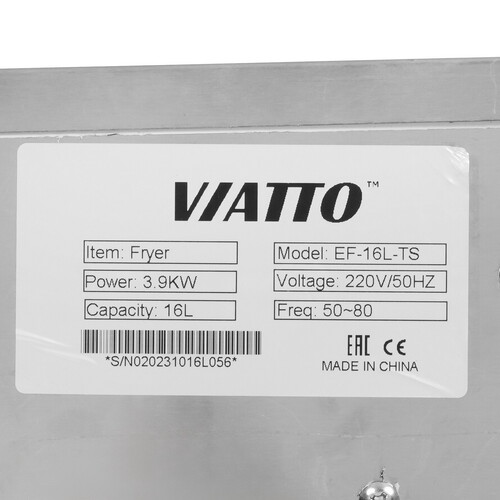 VIATTO™
Item: Fryer
Model: EF-16L-TS
Power: 3.9KW
Voltage: 220V/50HZ
Capacity: 16L
Freq: 50~80
*S/N020231016L056*
EAC CE
MADE IN CHINA